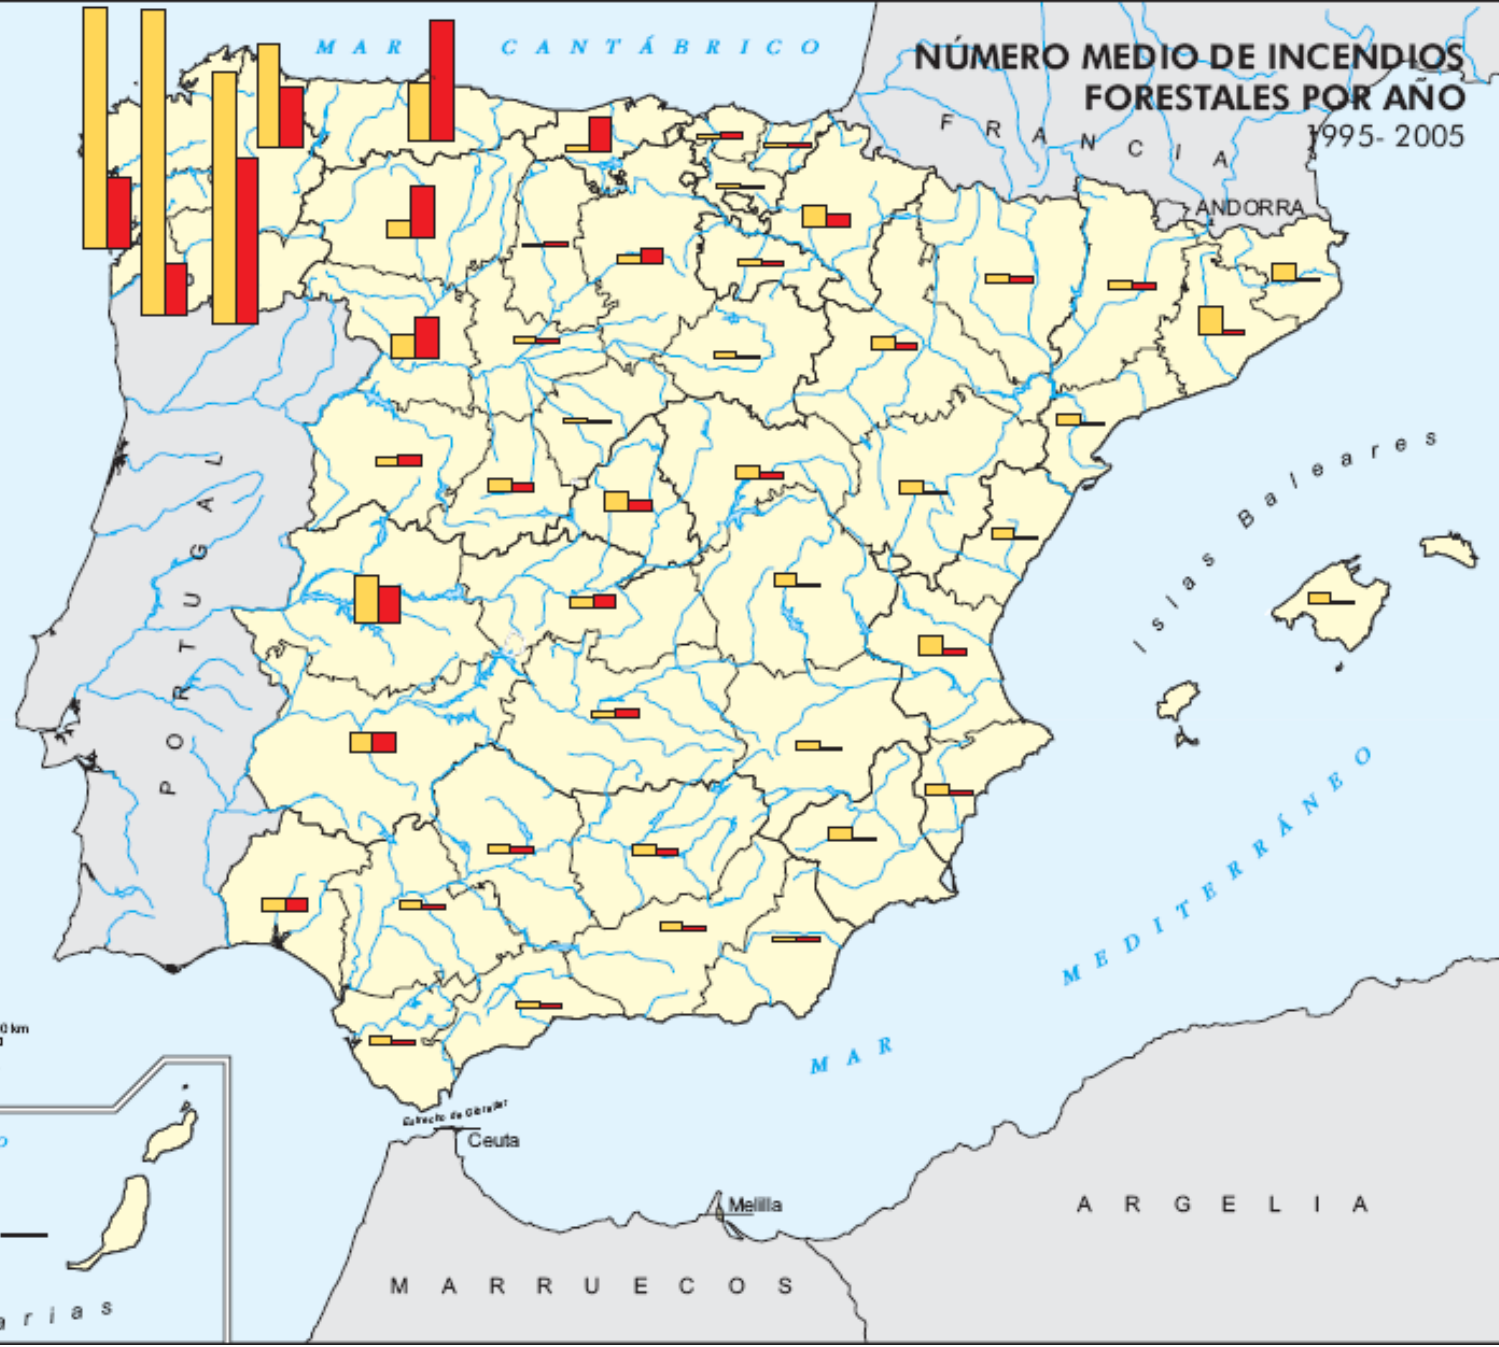 MAR CANTÁBRICO
NÚMERO MEDIO DE INCENDIOS
FORESTALES POR AÑO
1995- 2005
FRANCIA
ANDORRA
PORTUGAL
Islas Baleares
MAR MEDITERRÁNEO
0 km
Estrecho de Gibraltar
Ceuta
Melilla
MARRUECOS
ARGELIA
o
arias